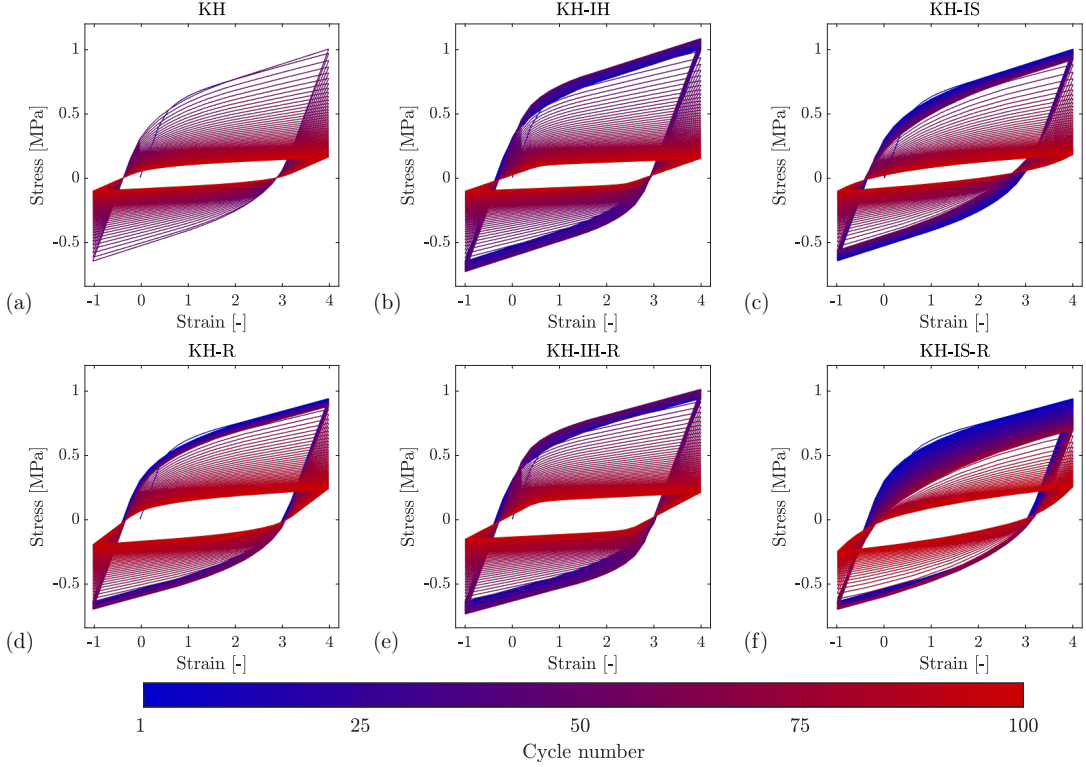 KH
KH-IH
KH-IS
1
0.5
0
-0.5
Stress [MPa]
-1 0 1 2 3 4
Strain [-]
(a)
1
0.5
0
-0.5
Stress [MPa]
-1 0 1 2 3 4
Strain [-]
(b)
1
0.5
0
-0.5
Stress [MPa]
-1 0 1 2 3 4
Strain [-]
(c)
KH-R
KH-IH-R
KH-IS-R
1
0.5
0
-0.5
Stress [MPa]
-1 0 1 2 3 4
Strain [-]
(d)
1
0.5
0
-0.5
Stress [MPa]
-1 0 1 2 3 4
Strain [-]
(e)
1
0.5
0
-0.5
Stress [MPa]
-1 0 1 2 3 4
Strain [-]
(f)
1 25 50 75 100
Cycle number